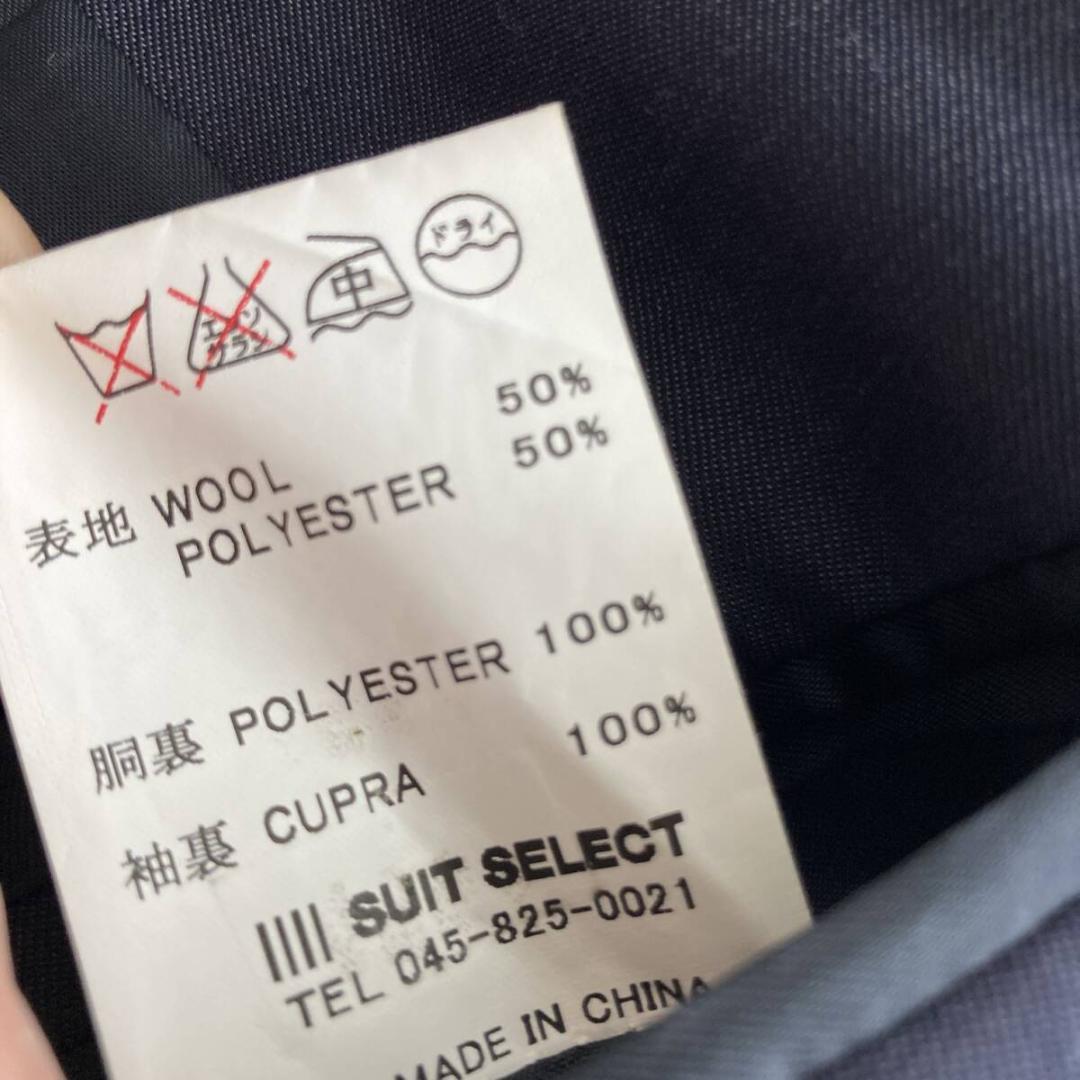 エンソ
サラシ
中
ドライ
表地 WOOL 50%
POLYESTER 50%
胴裏 POLYESTER 100%
袖裏 CUPRA 100%
SUIT SELECT
TEL 045-825-0021
MADE IN CHINA